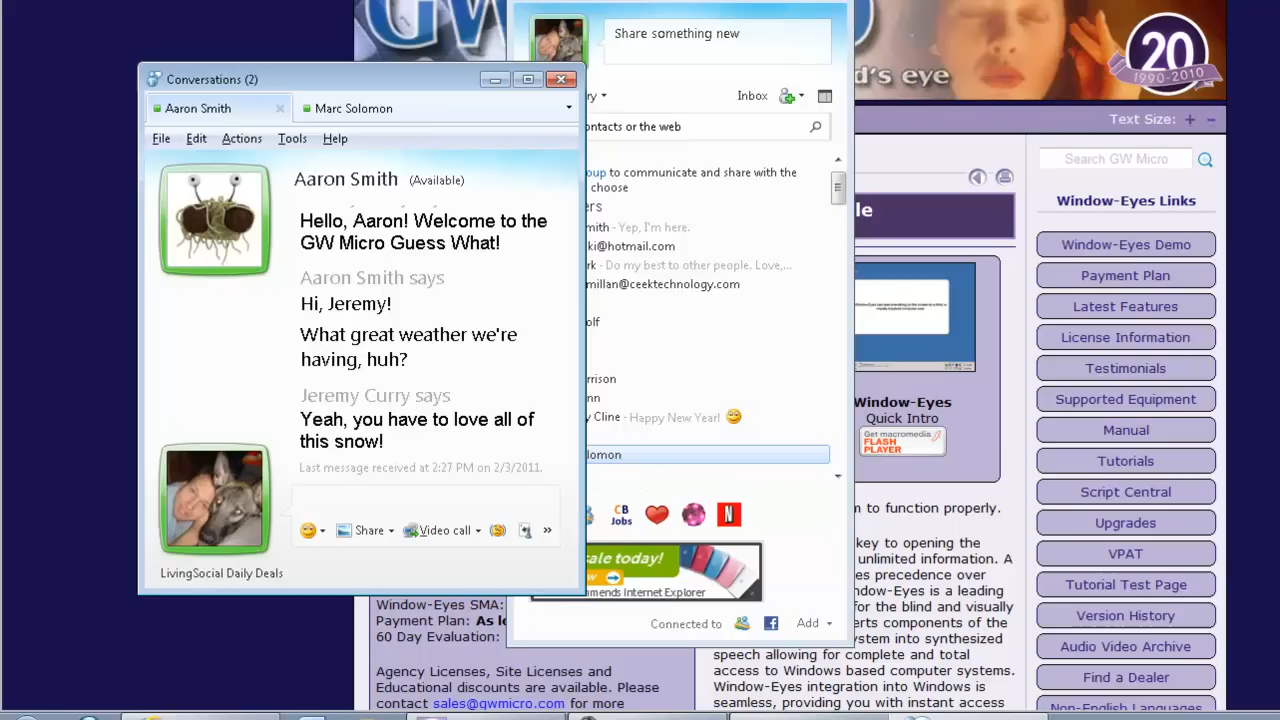 Conversations (2)
Aaron Smith
Marc Solomon
File Edit Actions Tools Help
Aaron Smith (Available)
Hello, Aaron! Welcome to the
GW Micro Guess What!
Aaron Smith says
Hi, Jeremy!
What great weather we're
having, huh?
Jeremy Curry says
Yeah, you have to love all of
this snow!
Last message received at 2:27 PM on 2/3/2011.
Share Video call »
LivingSocial Daily Deals
Share something new
Inbox
ontacts or the web
oup to communicate and share with the
choose
ers
mith - Yep, I'm here.
ki@hotmail.com
rk - Do my best to other people. Love,...
millan@ceektechnology.com
olf
rrison
nn
y Cline - Happy New Year!
lomon
CB
Jobs
N
sale today!
mmends Internet Explorer
Connected to
Add
GW
d's eye
20
1990-2010
Text Size: + -
Search GW Micro
le
Window-Eyes
Quick Intro
Get macromedia
FLASH
PLAYER
m to function properly.
key to opening the
unlimited information. A
es precedence over
ndow-Eyes is a leading
for the blind and visually
erts components of the
ystem into synthesized
speech allowing for complete and total
access to Windows based computer systems.
Window-Eyes integration into Windows is
seamless, providing you with instant access
Window-Eyes SMA:
Payment Plan: As lo
60 Day Evaluation:
Agency Licenses, Site Licenses and
Educational discounts are available. Please
contact sales@gwmicro.com for more
Window-Eyes Links
Window-Eyes Demo
Payment Plan
Latest Features
License Information
Testimonials
Supported Equipment
Manual
Tutorials
Script Central
Upgrades
VPAT
Tutorial Test Page
Version History
Audio Video Archive
Find a Dealer
Non-English Languages